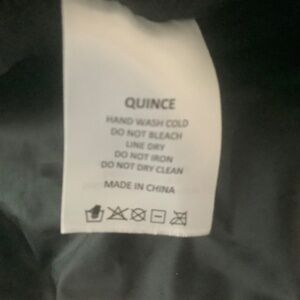 QUINCE
HAND WASH COLD
DO NOT BLEACH
LINE DRY
DO NOT IRON
DO NOT DRY CLEAN
MADE IN CHINA